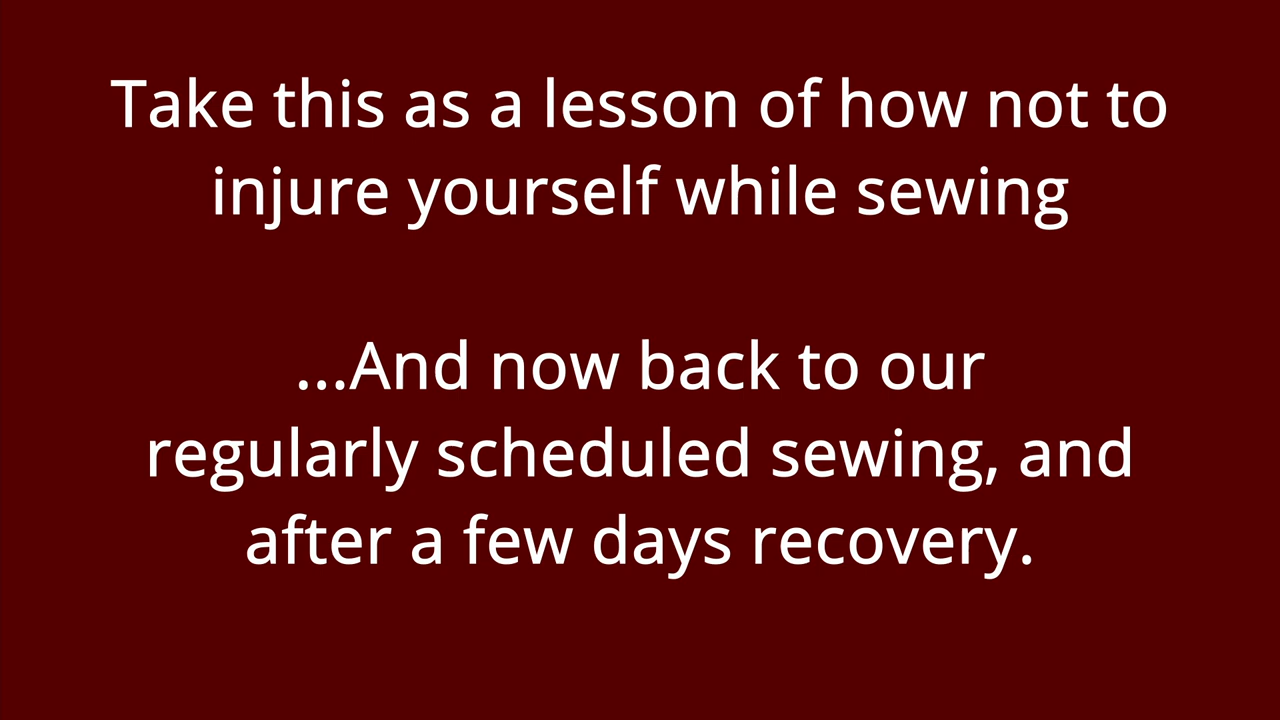 Take this as a lesson of how not to
injure yourself while sewing
...And now back to our
regularly scheduled sewing, and
after a few days recovery.